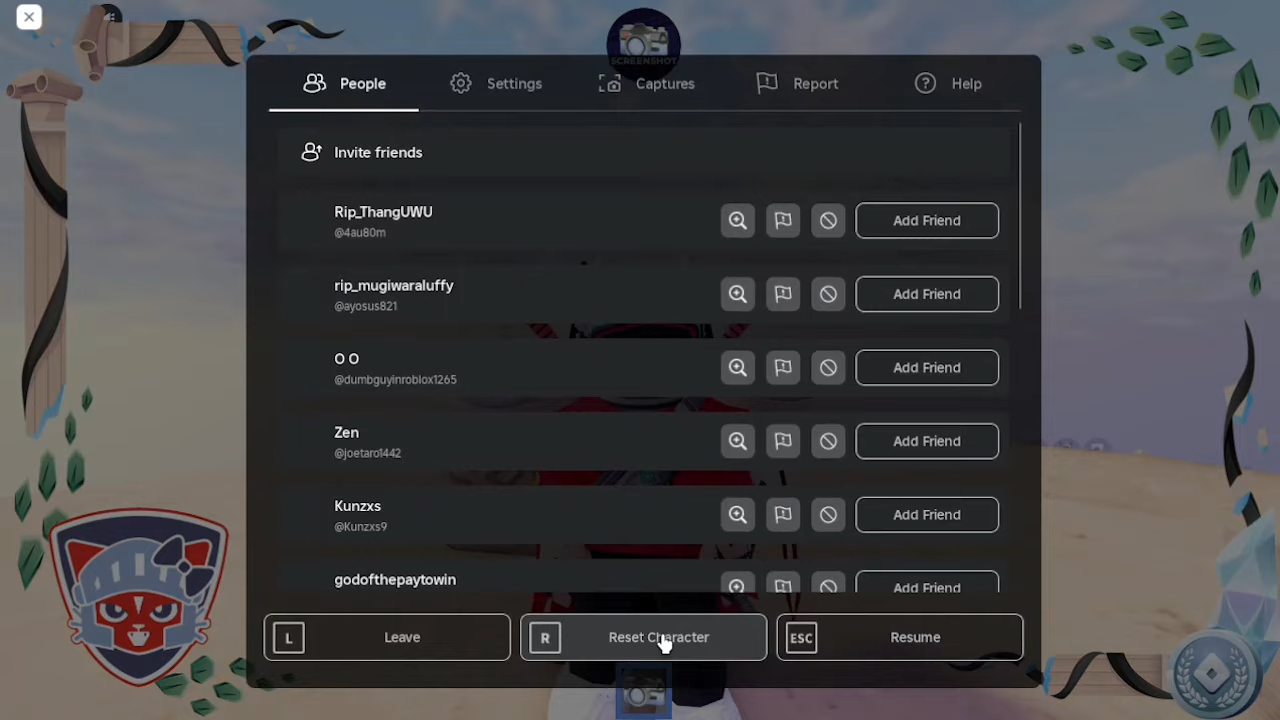 SCREENSHOT
People
Settings
Captures
Report
Help
Invite friends
Rip_ThangUWU
@4au80m
Add Friend
rip_mugiwaraluffy
@ayosus821
Add Friend
O O
@dumbguyinroblox1265
Add Friend
Zen
@joetaro1442
Add Friend
Kunzxs
@Kunzxs9
Add Friend
godofthepaytowin
Add Friend
L Leave
R Reset Character
ESC Resume